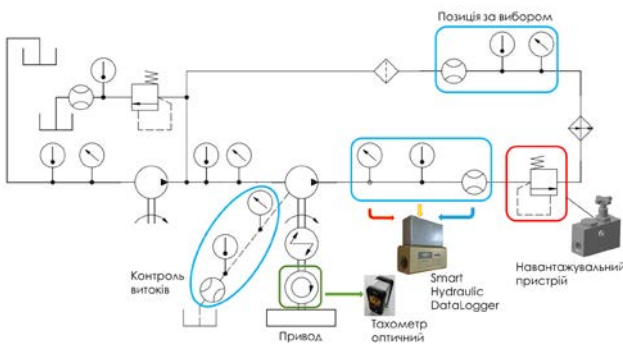 Позиція за вибором
Контроль
витоків
Привод
Тахометр
оптичний
Smart
Hydraulic
DataLogger
Навантажувальний
пристрій